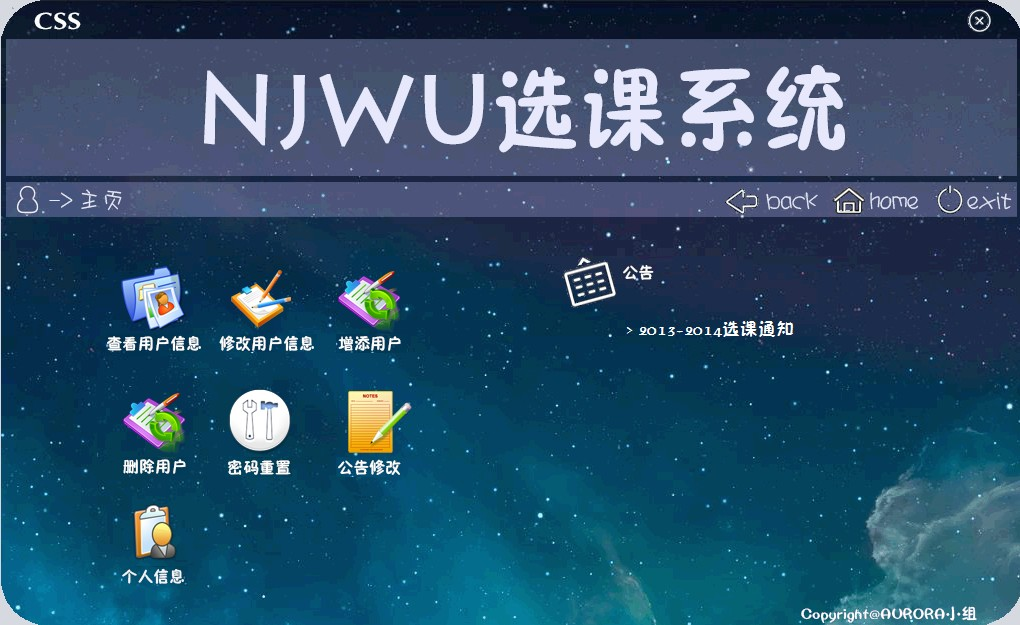 CSS
NJWU选课系统
-> 主页
back home exit
公告
> 2013-2014选课通知
查看用户信息 修改用户信息 增添用户
NOTES
删除用户 密码重置 公告修改
个人信息
Copyright@AURORA小组